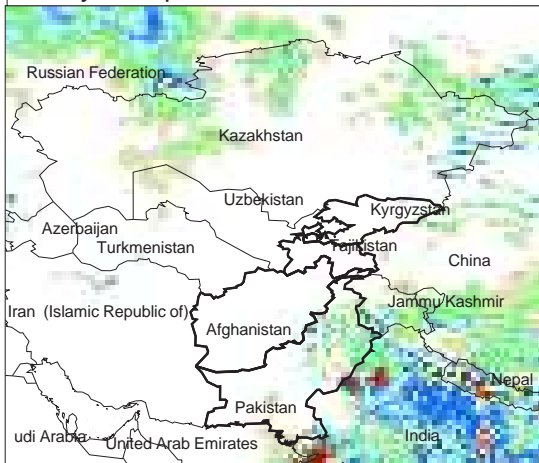 Russian Federation
Kazakhstan
Uzbekistan
Kyrgyzstan
Azerbaijan
Turkmenistan
Tajikistan
China
Iran (Islamic Republic of)
Jammu Kashmir
Afghanistan
Nepal
Pakistan
udi Arabia
United Arab Emirates
India